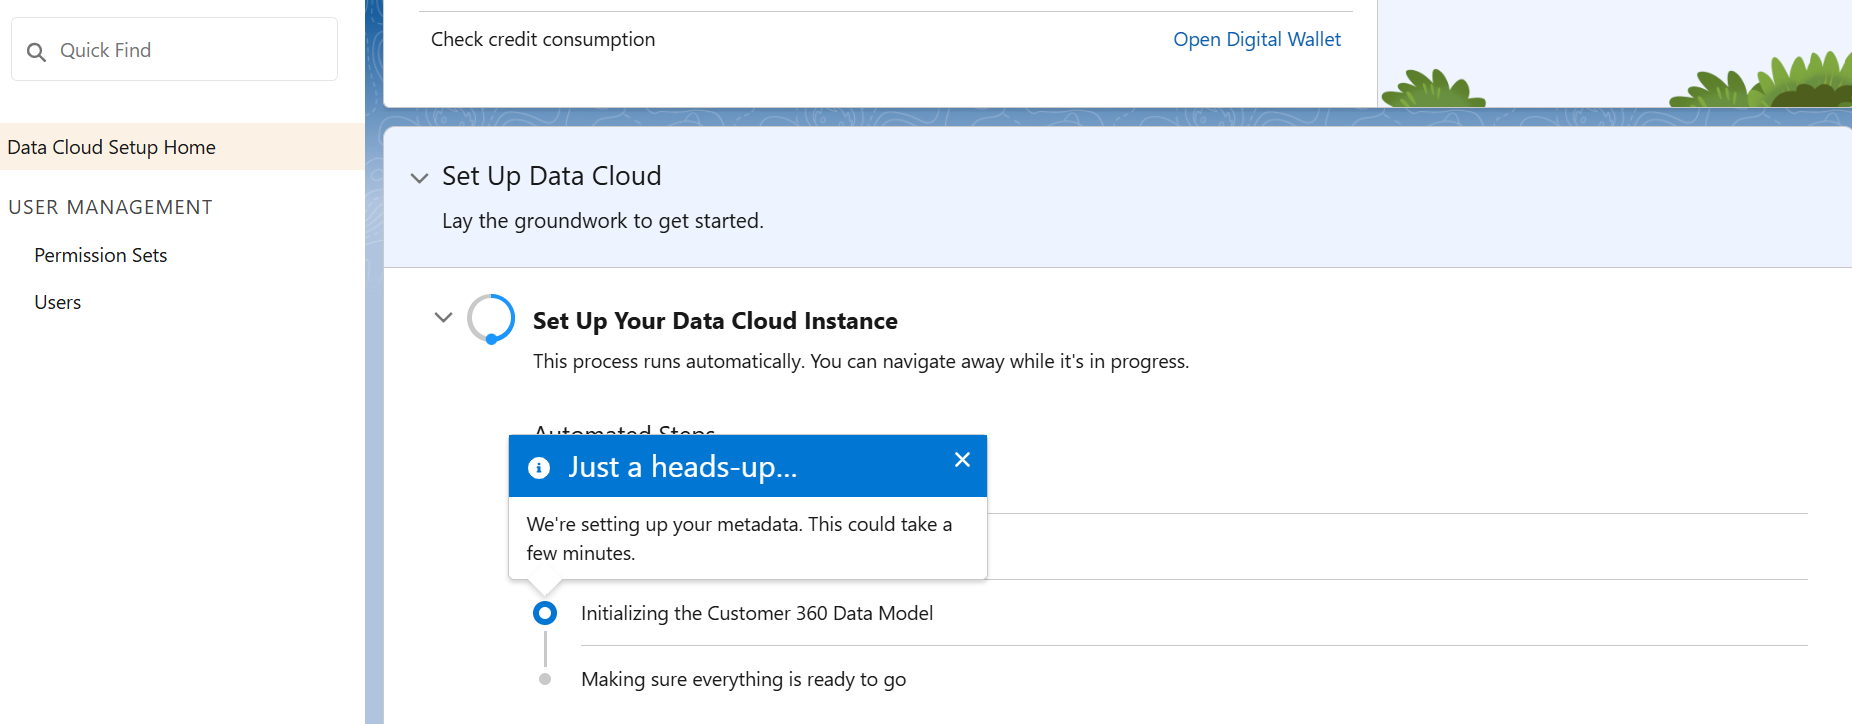 Quick Find
Data Cloud Setup Home
USER MANAGEMENT
Permission Sets
Users
Check credit consumption
Open Digital Wallet
Set Up Data Cloud
Lay the groundwork to get started.
Set Up Your Data Cloud Instance
This process runs automatically. You can navigate away while it's in progress.
Automated Steps
Just a heads-up...
We're setting up your metadata. This could take a
few minutes.
Initializing the Customer 360 Data Model
Making sure everything is ready to go